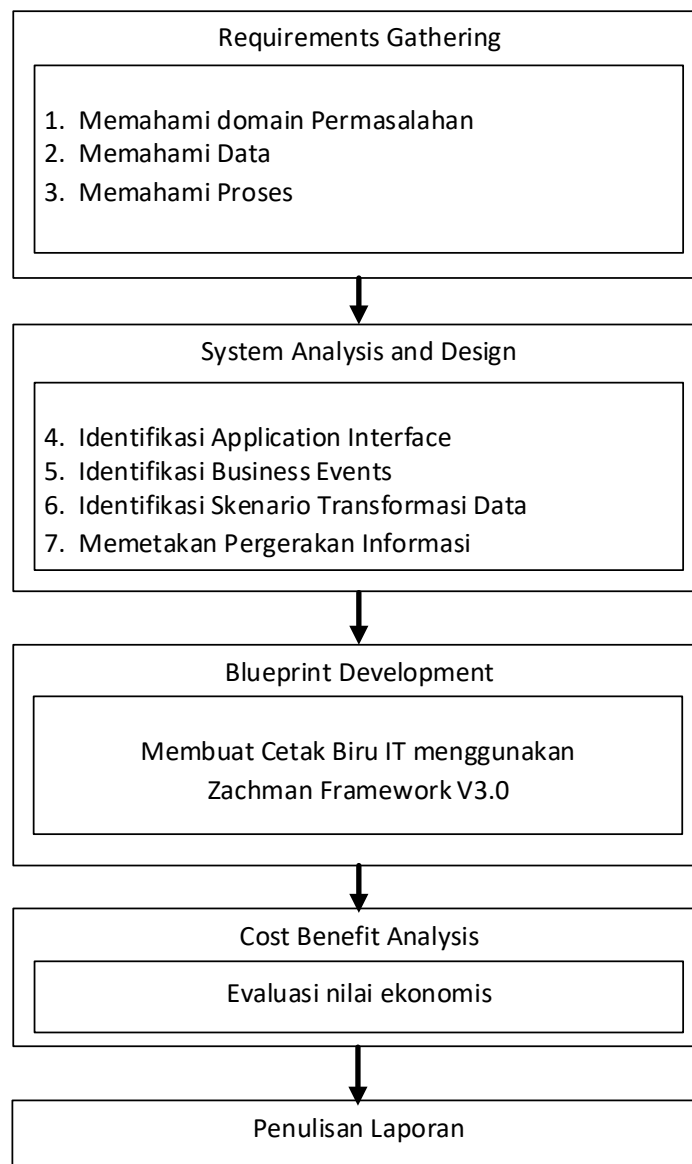 Requirements Gathering
1. Memahami domain Permasalahan
2. Memahami Data
3. Memahami Proses
System Analysis and Design
4. Identifikasi Application Interface
5. Identifikasi Business Events
6. Identifikasi Skenario Transformasi Data
7. Memetakan Pergerakan Informasi
Blueprint Development
Membuat Cetak Biru IT menggunakan
Zachman Framework V3.0
Cost Benefit Analysis
Evaluasi nilai ekonomis
Penulisan Laporan